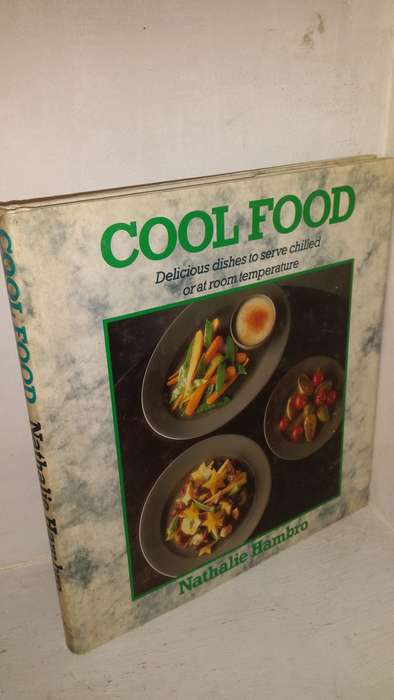 COOL FOOD
Delicious dishes to serve chilled
or at room temperature
Nathalie Hambro
COOL FOOD Nathalie Hambro